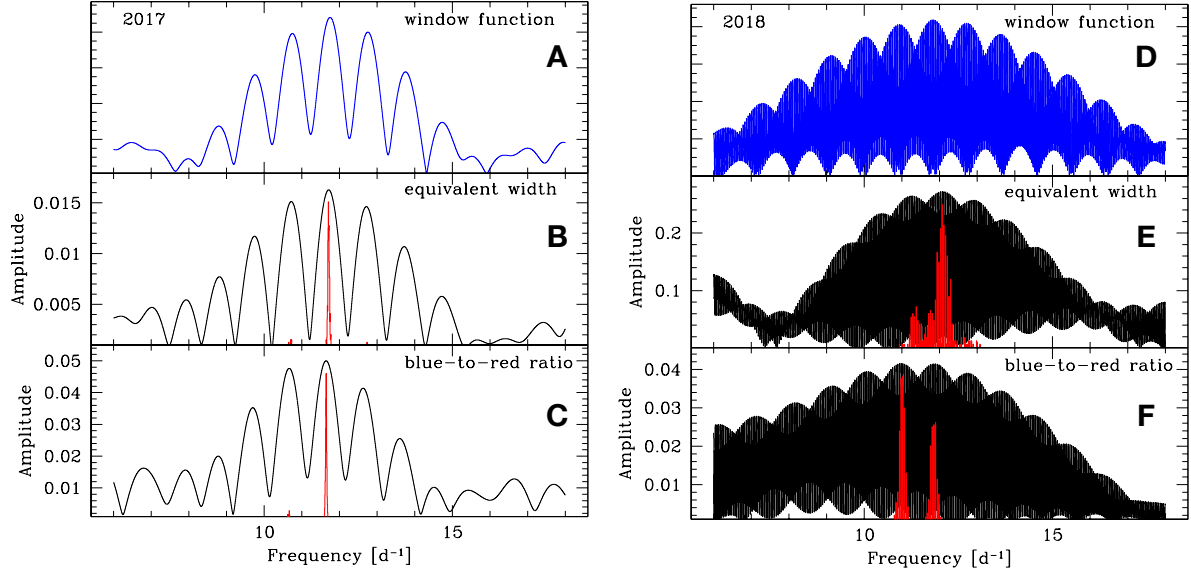 2017
window function
A
equivalent width
B
0.015
0.01
0.005
Amplitude
blue-to-red ratio
C
0.05
0.04
0.03
0.02
0.01
Amplitude
10
15
Frequency [d⁻¹]
2018
window function
D
equivalent width
E
0.2
0.1
Amplitude
blue-to-red ratio
F
0.04
0.03
0.02
0.01
Amplitude
10
15
Frequency [d⁻¹]